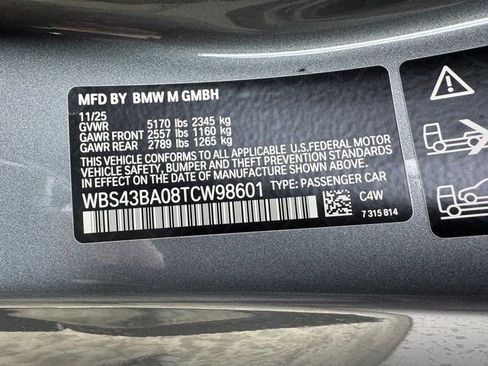 MFD BY BMW M GMBH
11/25
GVWR 5170 lbs 2345 kg
GAWR FRONT 2557 lbs 1160 kg
GAWR REAR 2789 lbs 1265 kg
THIS VEHICLE CONFORMS TO ALL APPLICABLE U.S.FEDERAL MOTOR
VEHICLE SAFETY, BUMPER AND THEFT PREVENTION STANDARDS
IN EFFECT ON THE DATE OF MANUFACTURE SHOWN ABOVE.
WBS43BA08TCW98601 TYPE: PASSENGER CAR
C4W
7 315 814